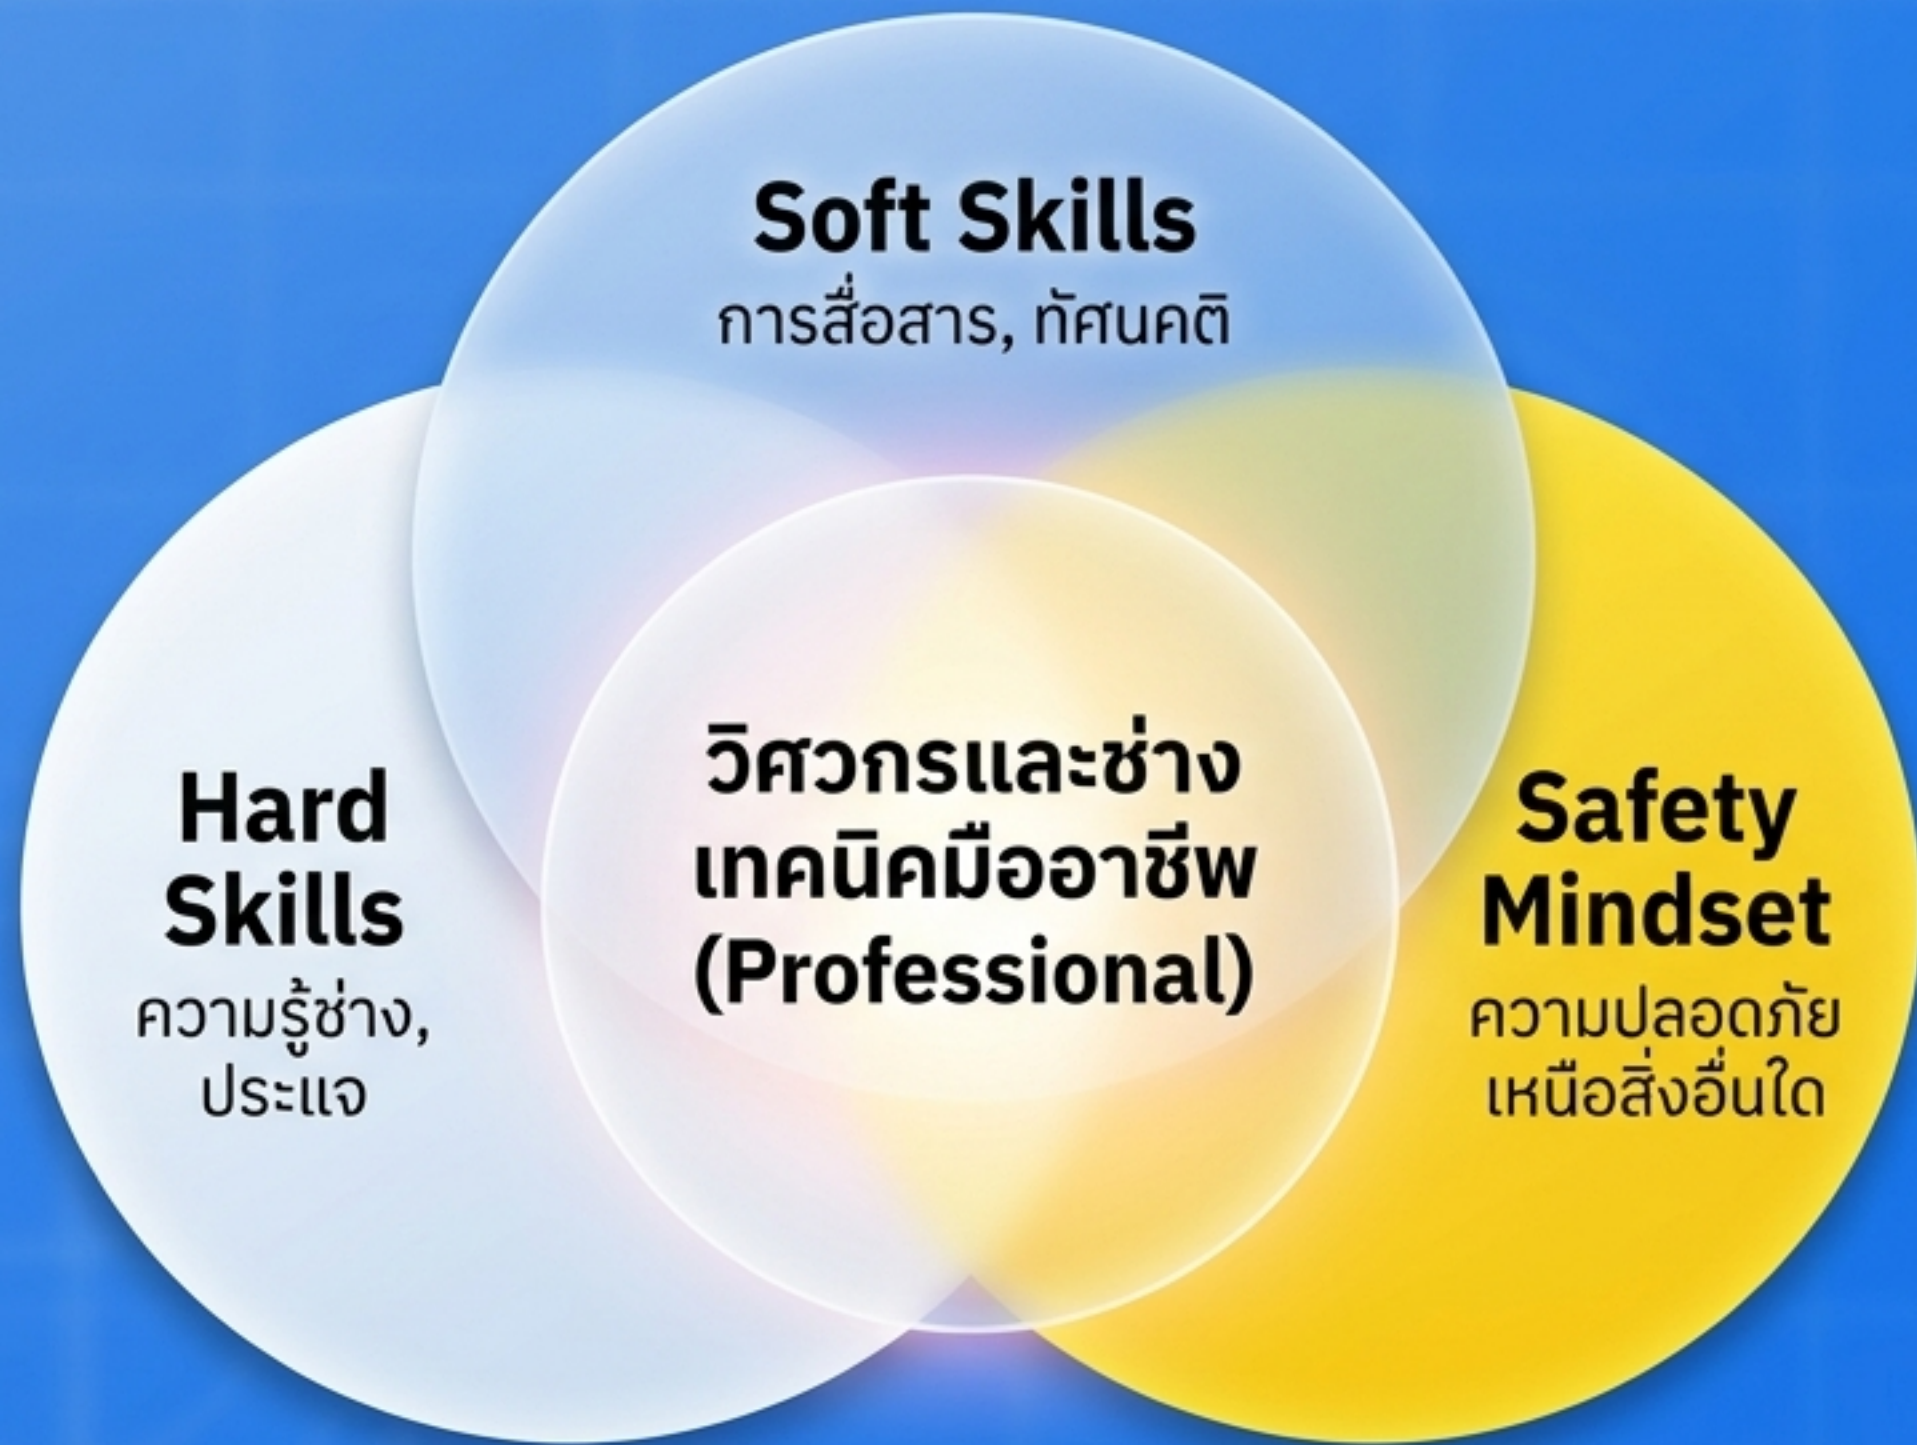 Soft Skills
การสื่อสาร, ทัศนคติ
Hard
Skills
ความรู้ช่าง,
ประแจ
วิศวกรและช่าง
เทคนิคมืออาชีพ
(Professional)
Safety
Mindset
ความปลอดภัย
เหนือสิ่งอื่นใด